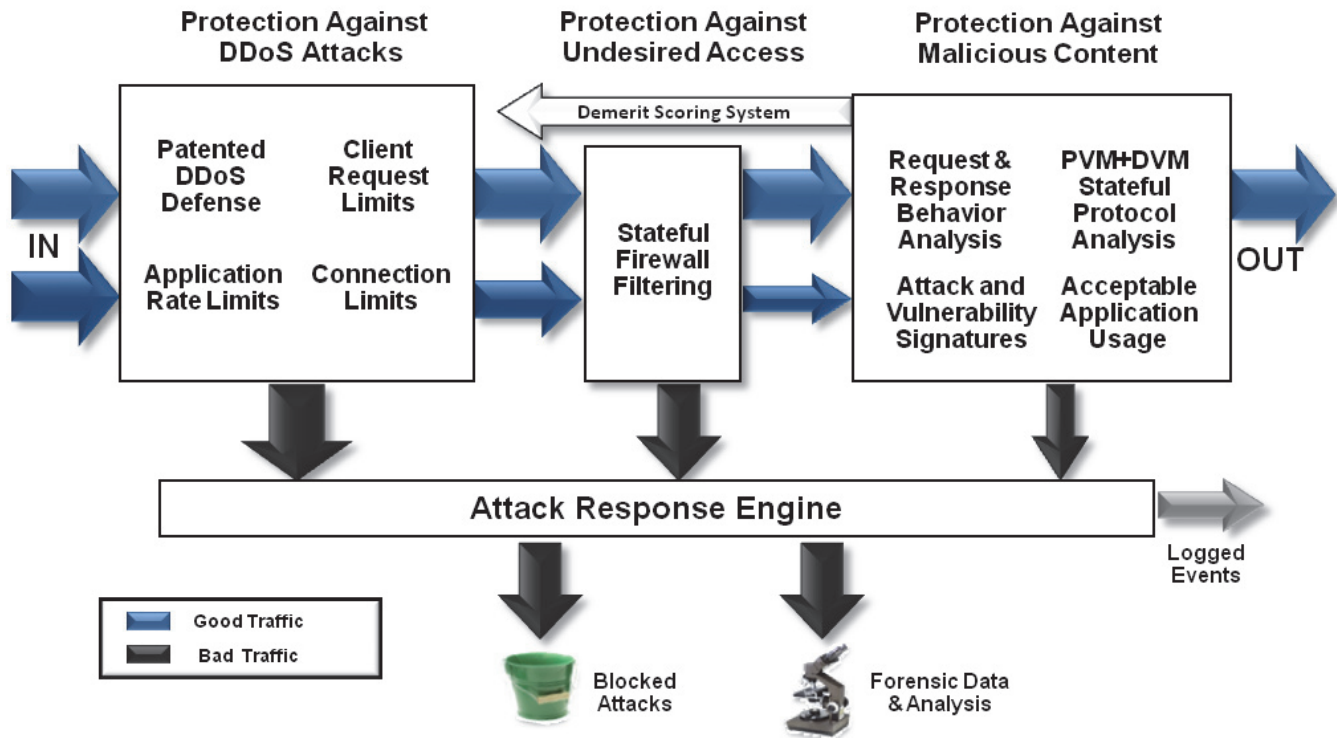 Protection Against
DDoS Attacks
Protection Against
Undesired Access
Protection Against
Malicious Content
Demerit Scoring System
Patented
DDoS
Defense
Client
Request
Limits
Application
Rate Limits
Connection
Limits
IN
Stateful
Firewall
Filtering
Request &
Response
Behavior
Analysis
PVM+DVM
Stateful
Protocol
Analysis
Attack and
Vulnerability
Signatures
Acceptable
Application
Usage
OUT
Attack Response Engine
Logged
Events
Good Traffic
Bad Traffic
Blocked
Attacks
Forensic Data
& Analysis